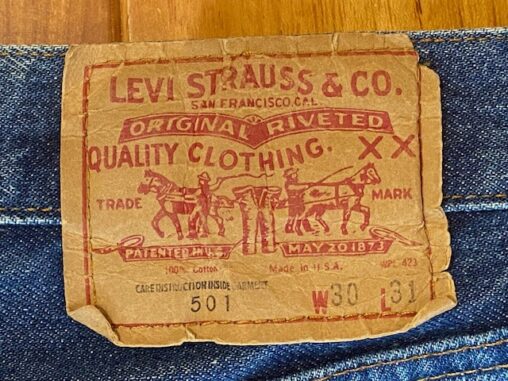 LEVI STRAUSS & CO.
SAN FRANCISCO, CAL.
ORIGINAL RIVETED
QUALITY CLOTHING. XX
TRADE MARK
PATENTED IN U.S. MAY 20 1873
100% Cotton Made in U.S.A. WPL 423
CARE INSTRUCTION INSIDE GARMENT
501 W30 L31